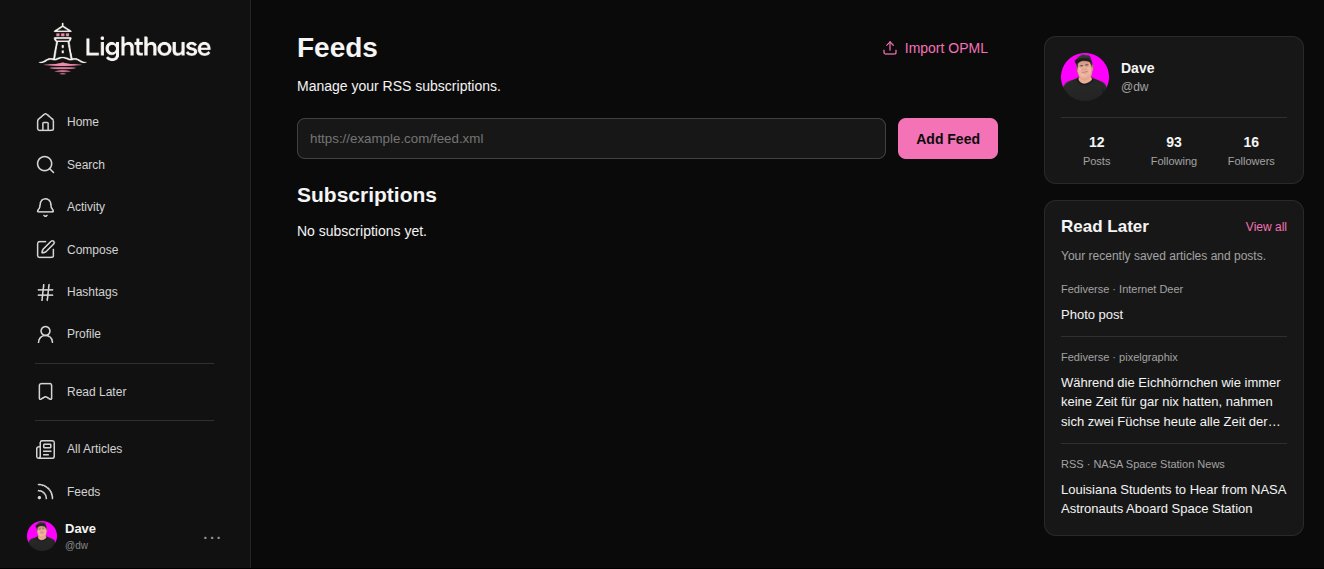 Lighthouse
Home
Search
Activity
Compose
Hashtags
Profile
Read Later
All Articles
Feeds
Dave
@dw
Feeds
Import OPML
Manage your RSS subscriptions.
https://example.com/feed.xml
Add Feed
Subscriptions
No subscriptions yet.
Dave
@dw
12 93 16
Posts Following Followers
Read Later View all
Your recently saved articles and posts.
Fediverse · Internet Deer
Photo post
Fediverse · pixelgraphix
Während die Eichhörnchen wie immer
keine Zeit für gar nix hatten, nahmen
sich zwei Füchse heute alle Zeit der…
RSS · NASA Space Station News
Louisiana Students to Hear from NASA
Astronauts Aboard Space Station